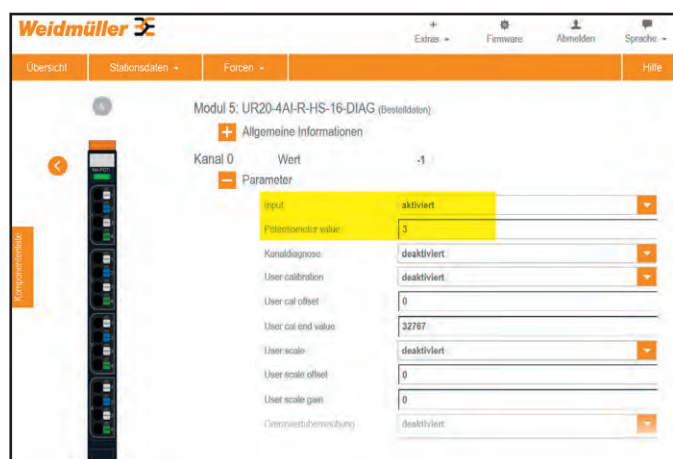 Weidmüller
Extras
Firmware
Abmelden
Sprache
Übersicht
Stationsdaten
Forcen
Hilfe
Modul 5: UR20-4AI-R-HS-16-DIAG (Bestelldaten)
Allgemeine Informationen
Kanal 0 Wert -1
Parameter
Input aktiviert
Potentiometer value 3
Kanaldiagnose deaktiviert
User calibration deaktiviert
User cal offset 0
User cal end value 32767
User scale deaktiviert
User scale offset 0
User scale gain 0
Grenzwertüberwachung deaktiviert
Komponentenliste